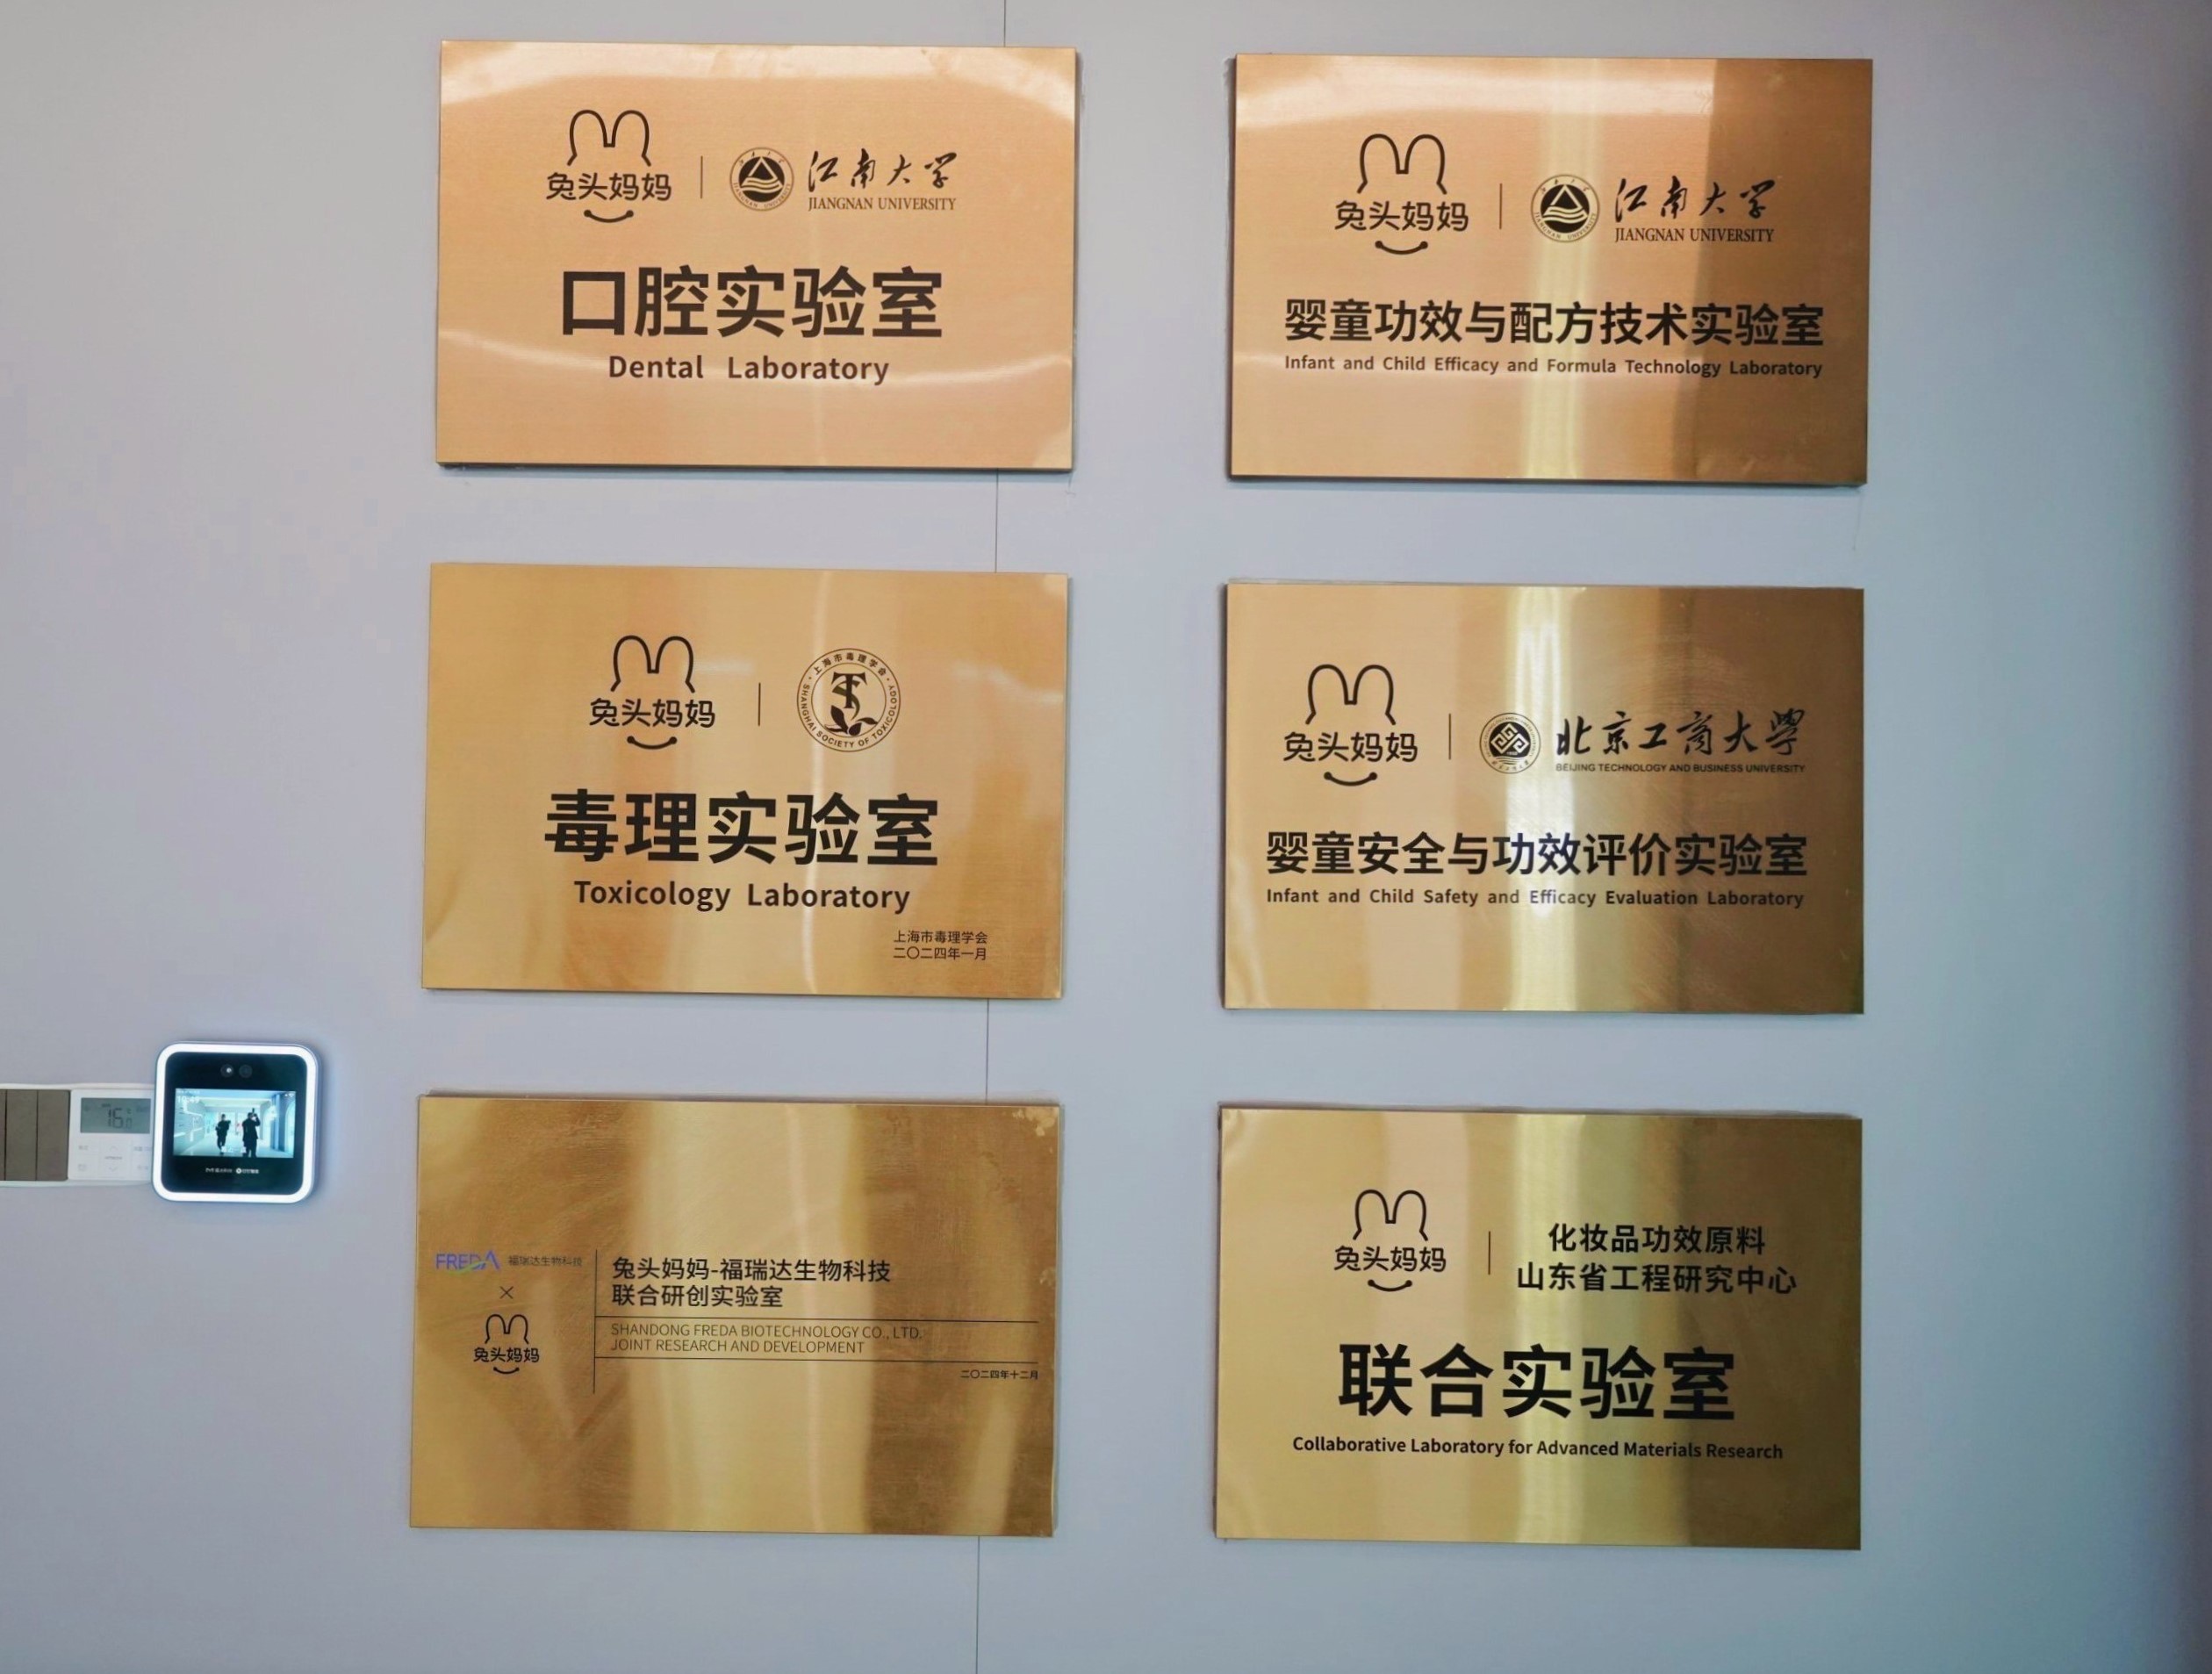 兔头妈妈
江南大学
JIANGNAN UNIVERSITY
口腔实验室
Dental Laboratory
兔头妈妈
江南大学
JIANGNAN UNIVERSITY
婴童功效与配方技术实验室
Infant and Child Efficacy and Formula Technology Laboratory
兔头妈妈
上海市毒理学会
SHANGHAI SOCIETY OF TOXICOLOGY
毒理实验室
Toxicology Laboratory
上海市毒理学会
二〇二四年一月
兔头妈妈
北京工商大學
BEIJING TECHNOLOGY AND BUSINESS UNIVERSITY
婴童安全与功效评价实验室
Infant and Child Safety and Efficacy Evaluation Laboratory
FREDA 福瑞达生物科技
×
兔头妈妈
兔头妈妈-福瑞达生物科技
联合研创实验室
SHANDONG FREDA BIOTECHNOLOGY CO., LTD.
JOINT RESEARCH AND DEVELOPMENT
二〇二四年十二月
兔头妈妈
化妆品功效原料
山东省工程研究中心
联合实验室
Collaborative Laboratory for Advanced Materials Research